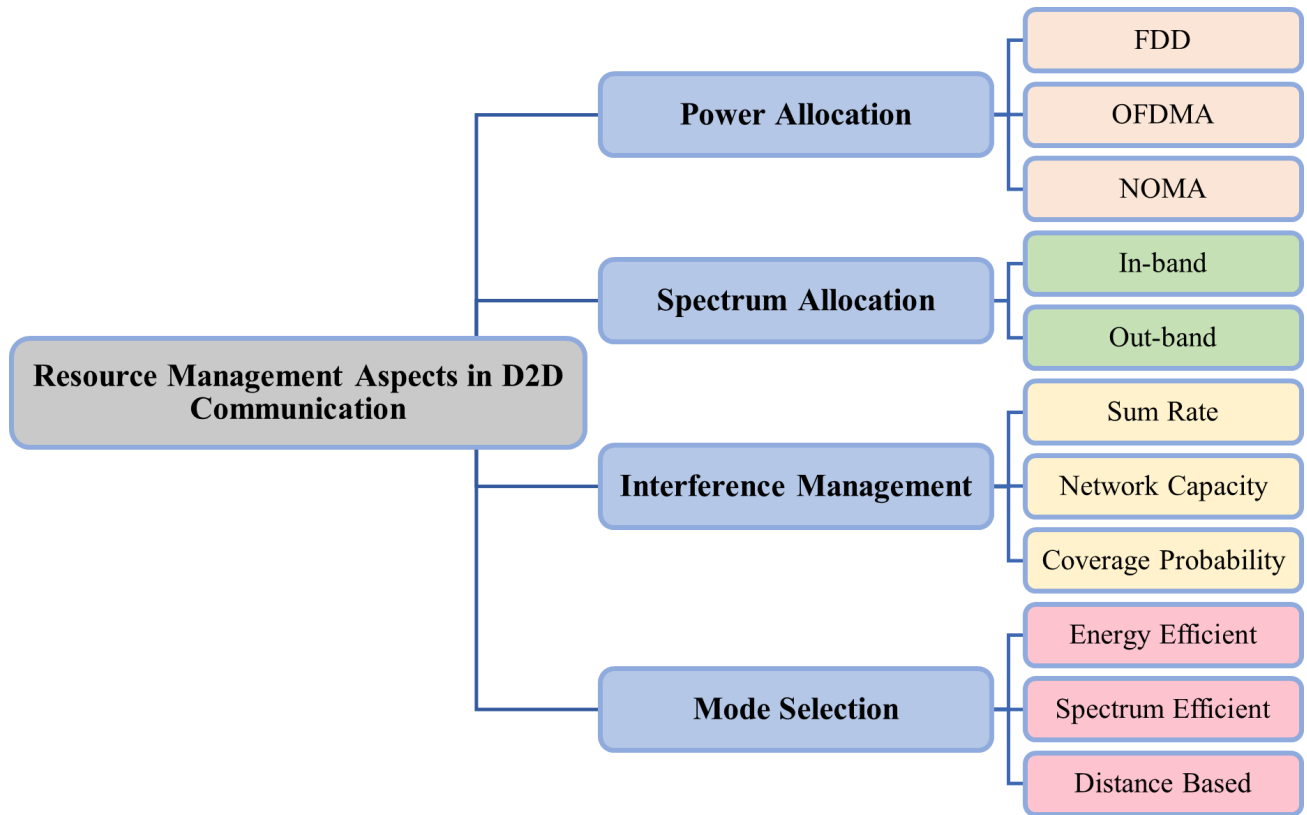 Resource Management Aspects in D2D
Communication
Power Allocation
FDD
OFDMA
NOMA
Spectrum Allocation
In-band
Out-band
Interference Management
Sum Rate
Network Capacity
Coverage Probability
Mode Selection
Energy Efficient
Spectrum Efficient
Distance Based